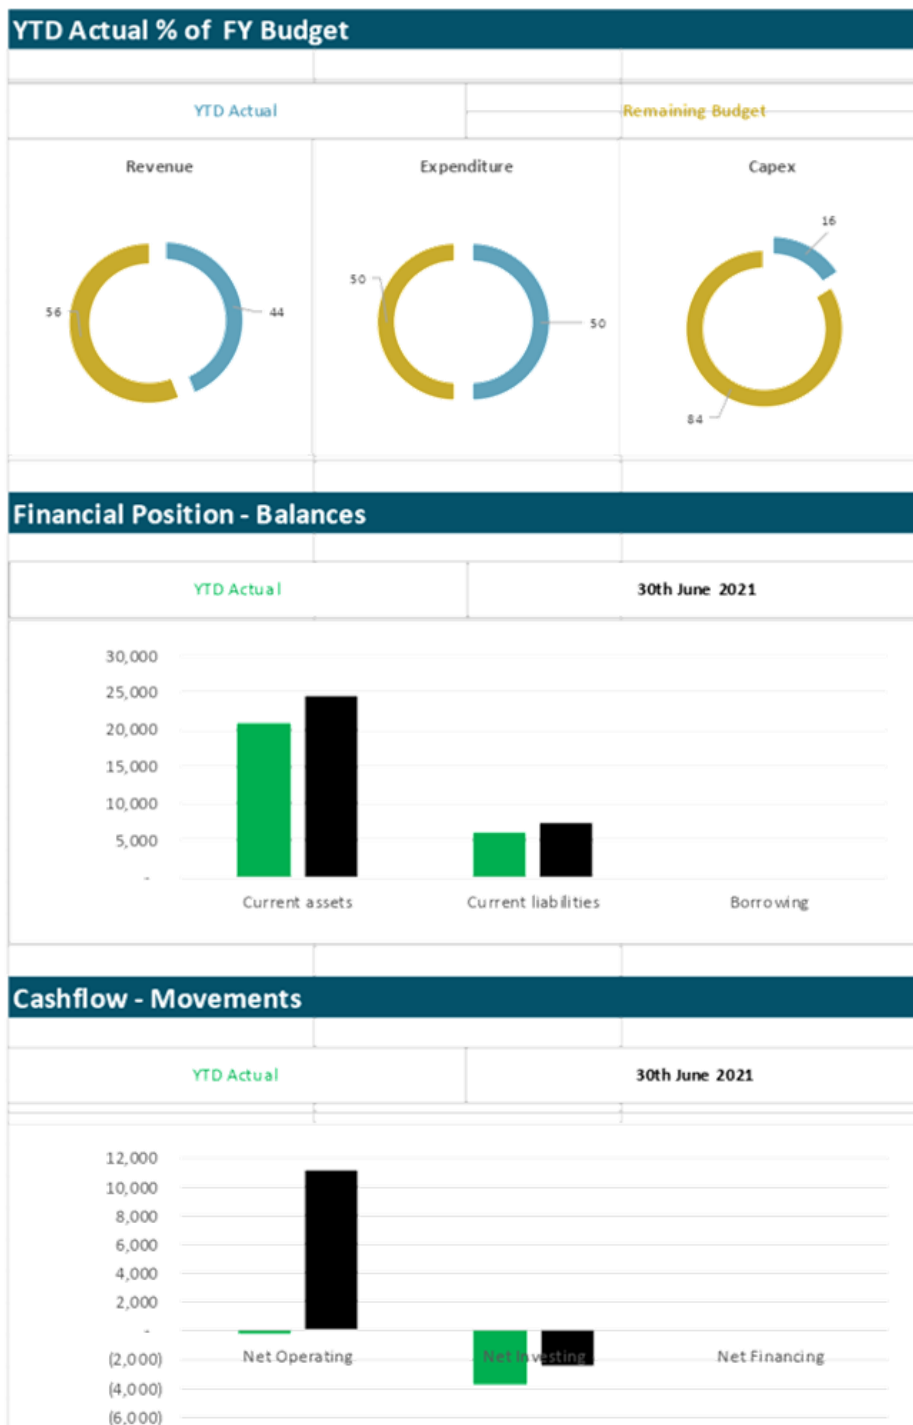 YTD Actual % of FY Budget
YTD Actual
Remaining Budget
Revenue
Expenditure
Capex
56
44
50
50
16
84
Financial Position - Balances
YTD Actual
30th June 2021
30,000
25,000
20,000
15,000
10,000
5,000
-
Current assets
Current liabilities
Borrowing
Cashflow - Movements
YTD Actual
30th June 2021
12,000
10,000
8,000
6,000
4,000
2,000
-
(2,000)
(4,000)
(6,000)
Net Operating
Net Investing
Net Financing